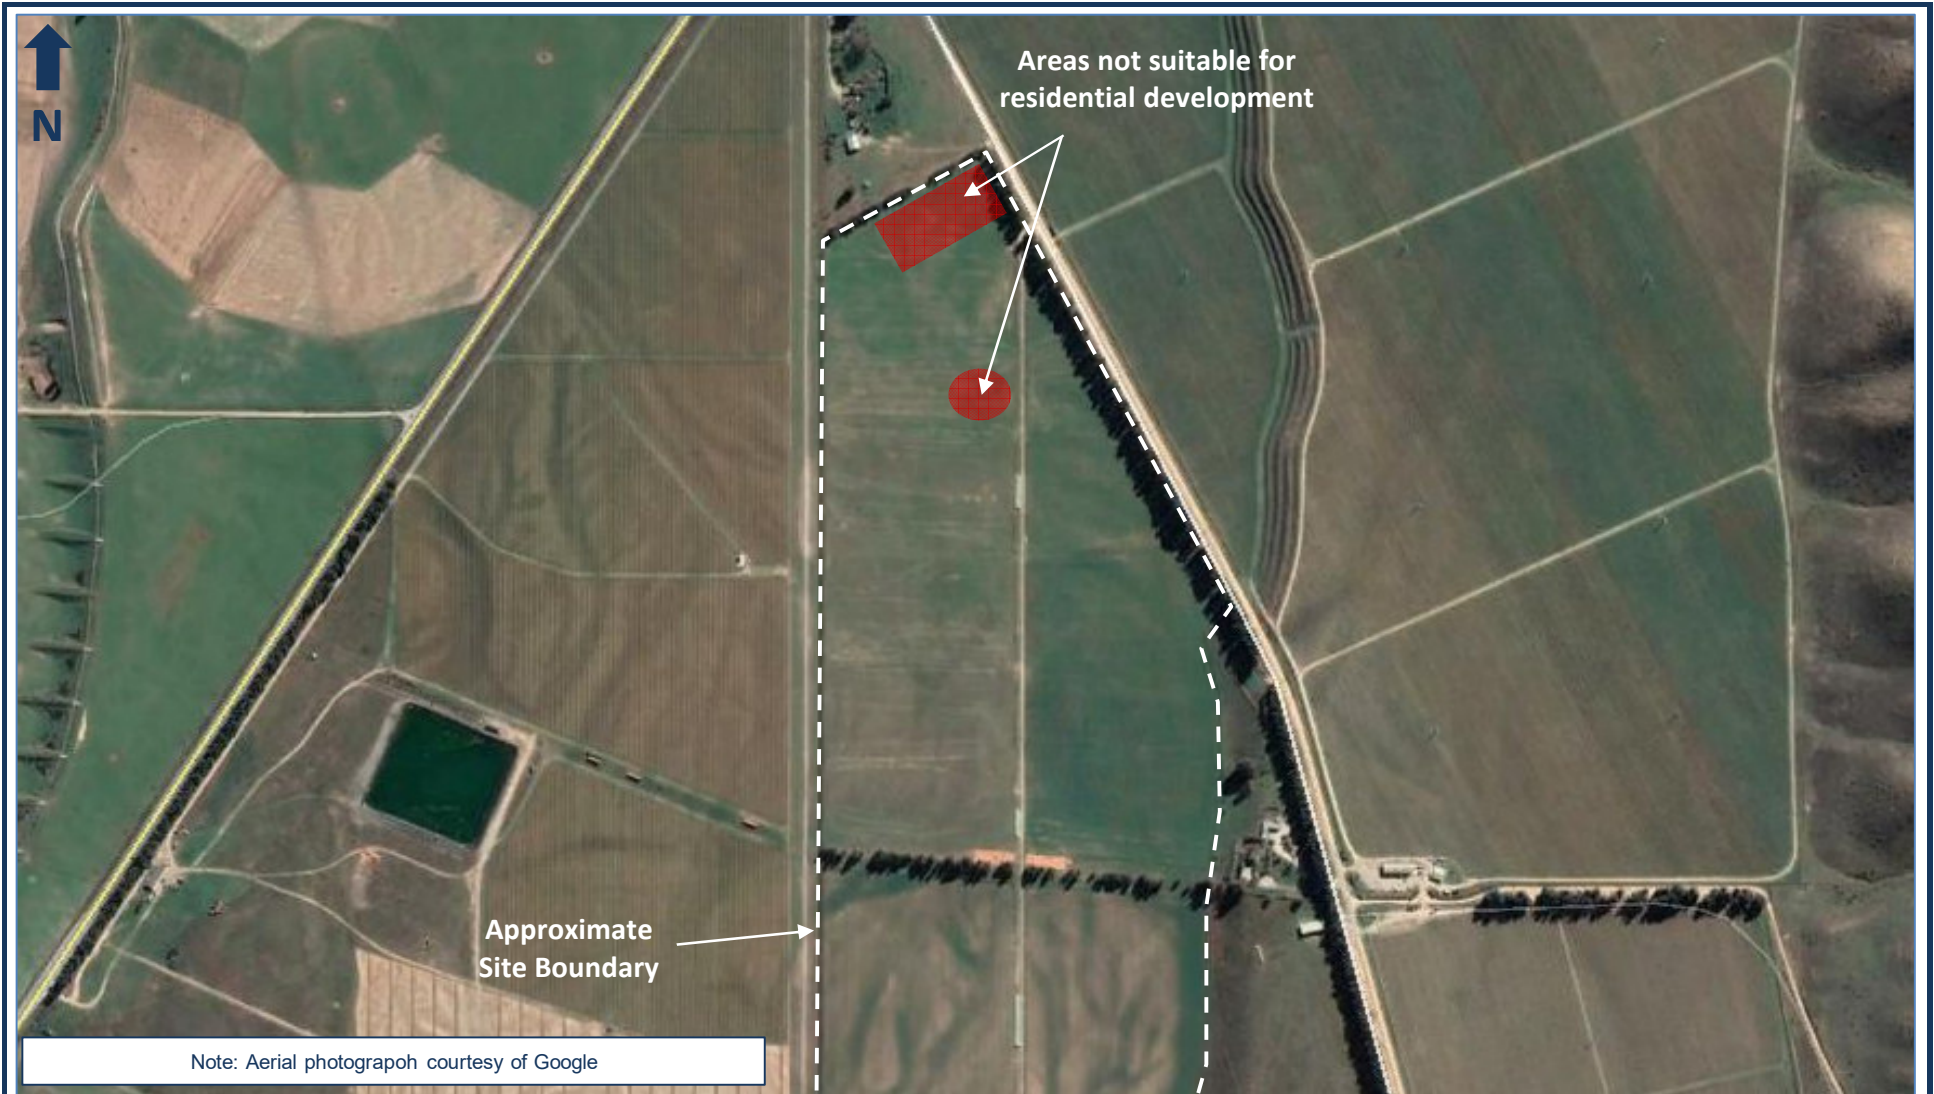 N
Areas not suitable for
residential development
Approximate
Site Boundary
Note: Aerial photograpoh courtesy of Google